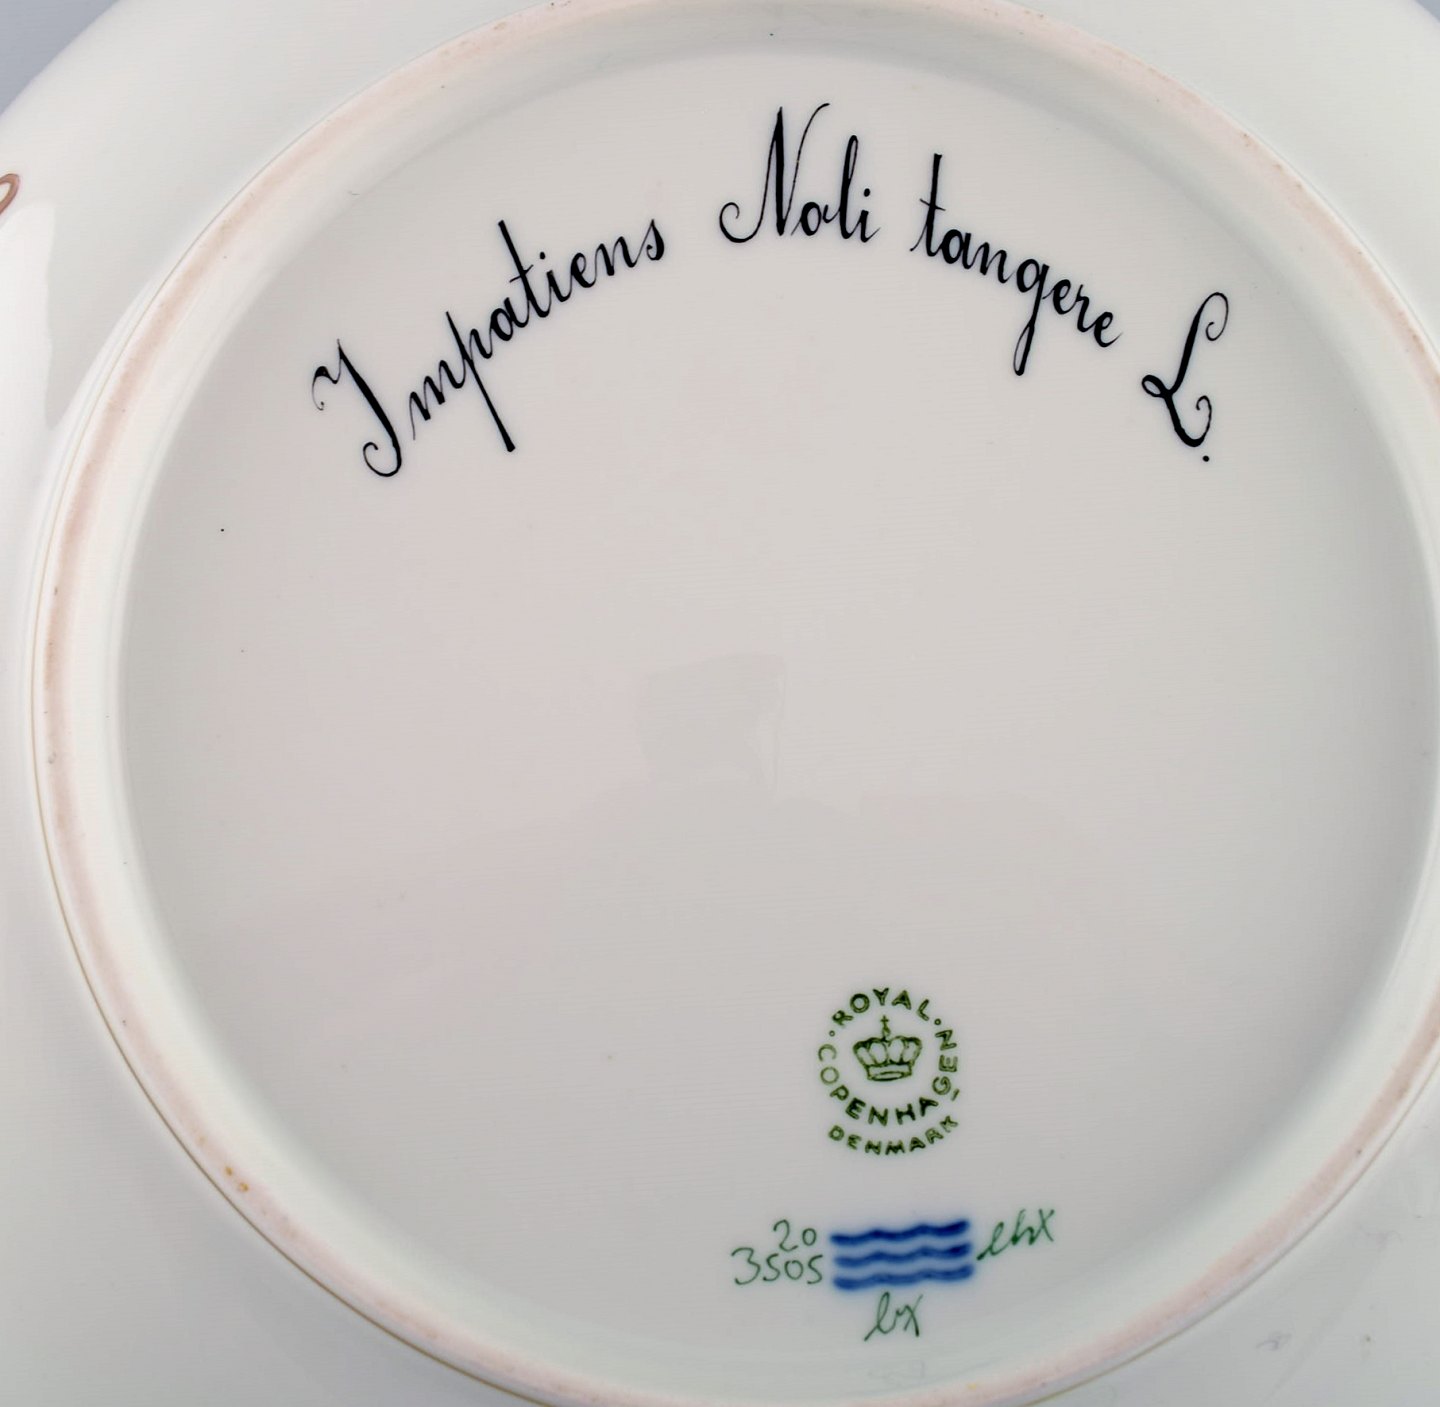 Impatiens Noli tangere L.
ROYAL COPENHAGEN
DENMARK
20
3505